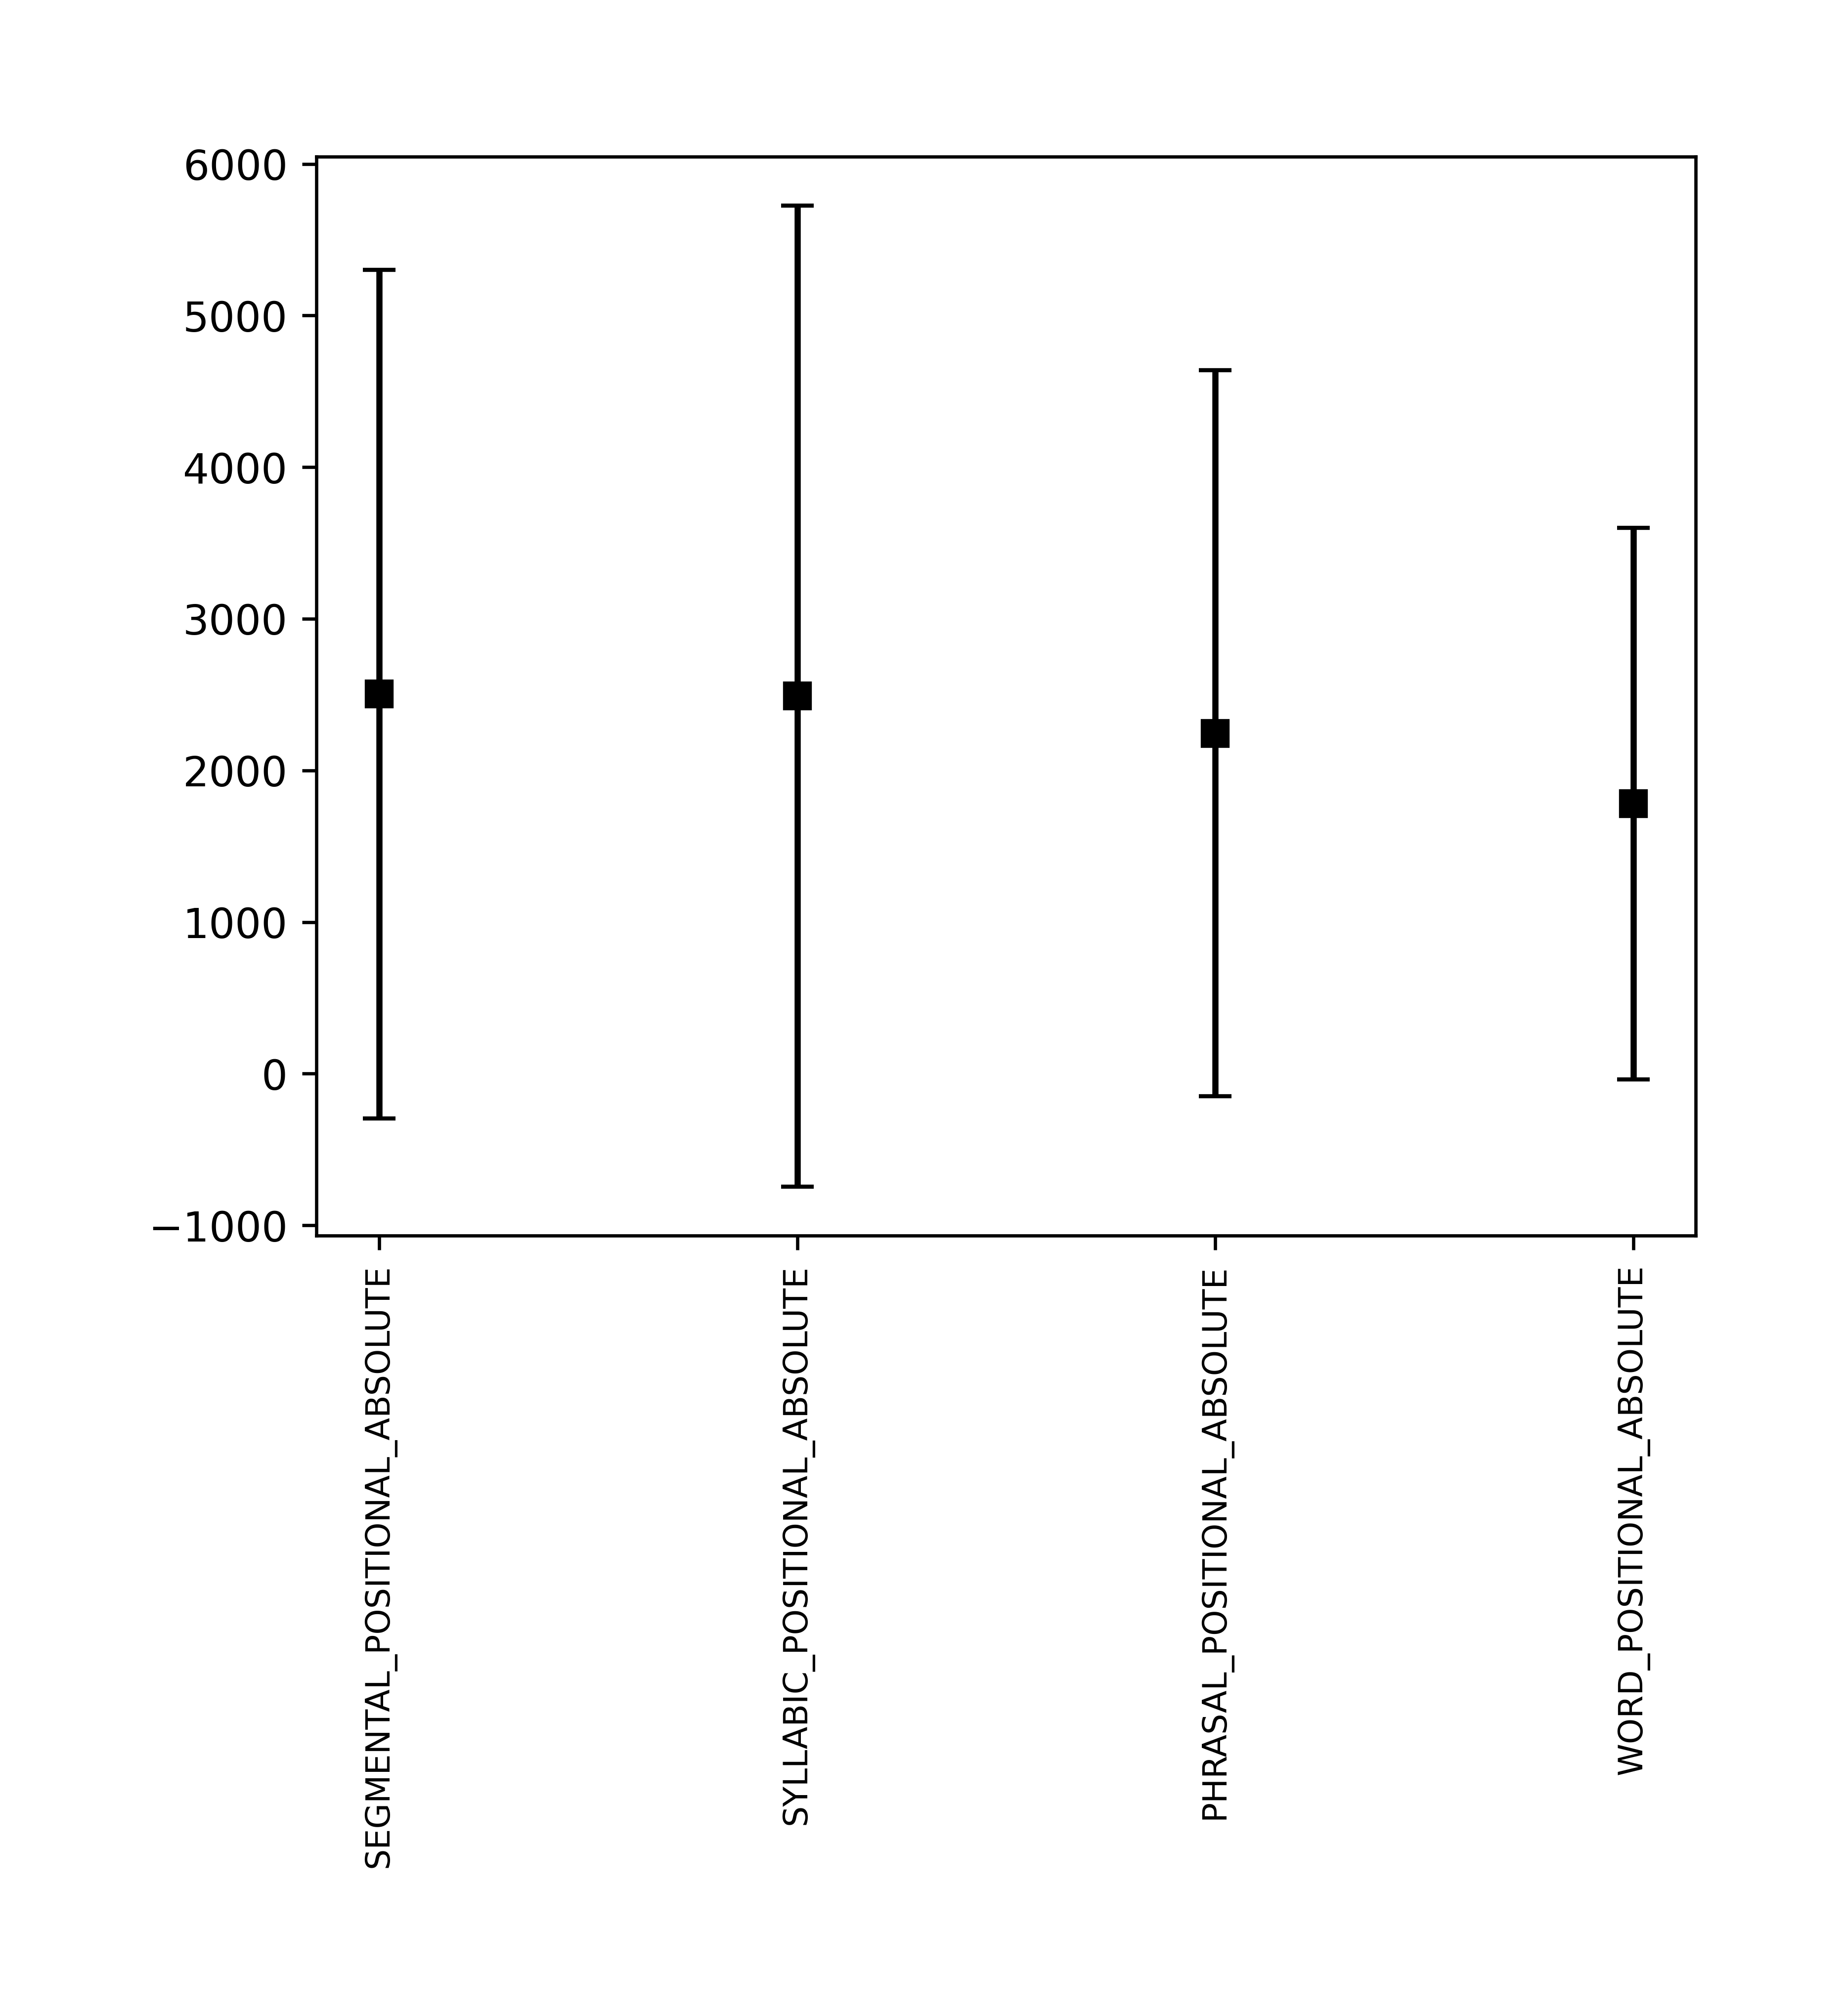 6000
5000
4000
3000
2000
1000
0
−1000
SEGMENTAL_POSITIONAL_ABSOLUTE
SYLLABIC_POSITIONAL_ABSOLUTE
PHRASAL_POSITIONAL_ABSOLUTE
WORD_POSITIONAL_ABSOLUTE